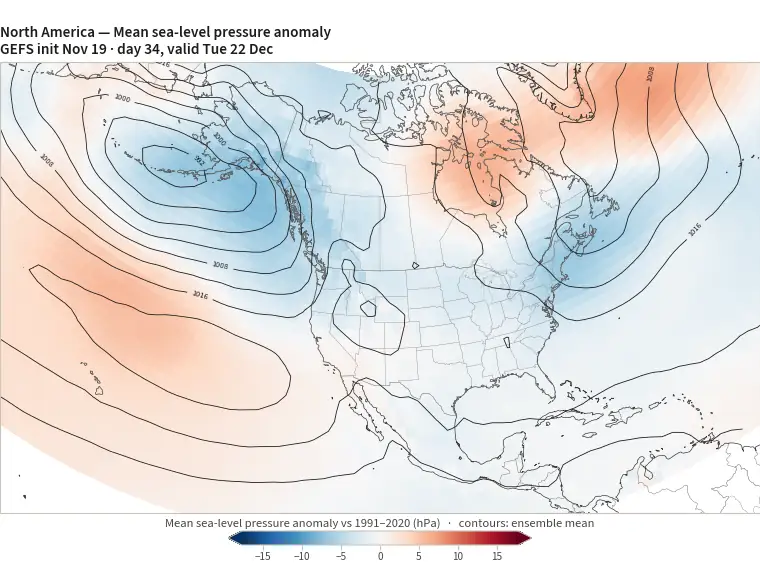 North America — Mean sea-level pressure anomaly
GEFS init Nov 19 · day 34, valid Tue 22 Dec
1000
1008
1000
992
1008
1008
1016
1016
Mean sea-level pressure anomaly vs 1991–2020 (hPa) · contours: ensemble mean
−15 −10 −5 0 5 10 15